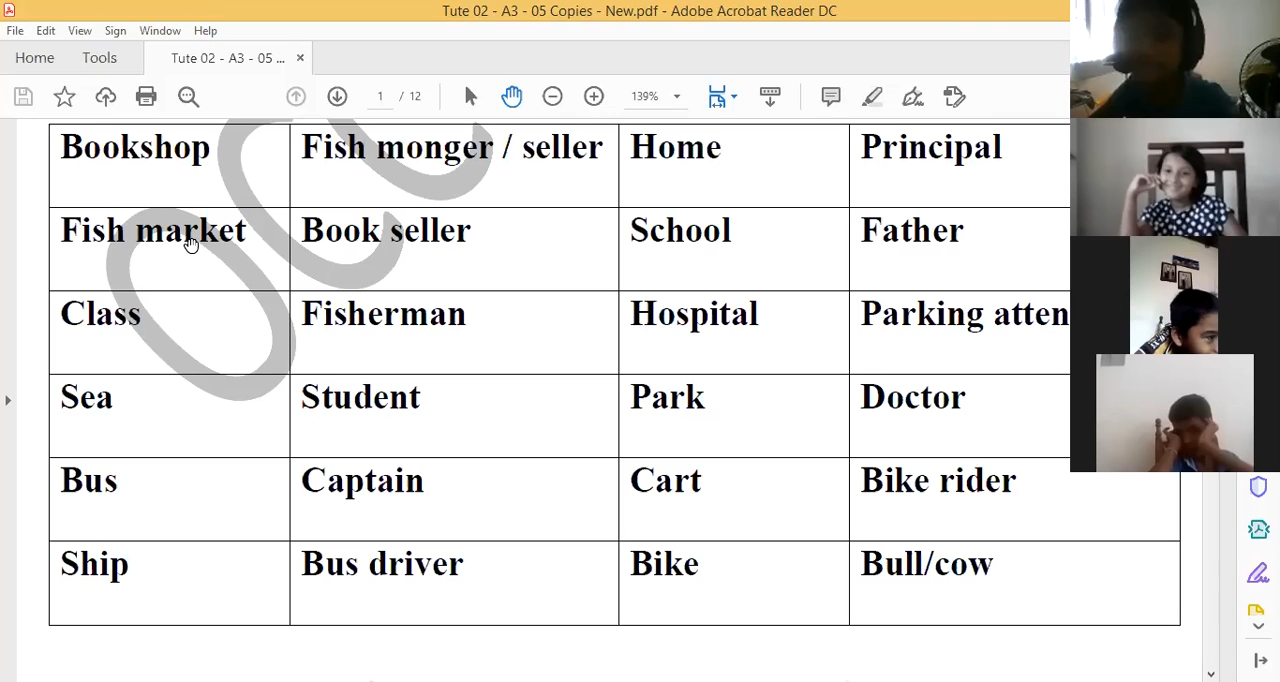 Tute 02 - A3 - 05 Copies - New.pdf - Adobe Acrobat Reader DC
File Edit View Sign Window Help
Home Tools Tute 02 - A3 - 05 ... ×
1 / 12 139%
Bookshop Fish monger / seller Home Principal
Fish market Book seller School Father
Class Fisherman Hospital Parking atten
Sea Student Park Doctor
Bus Captain Cart Bike rider
Ship Bus driver Bike Bull/cow